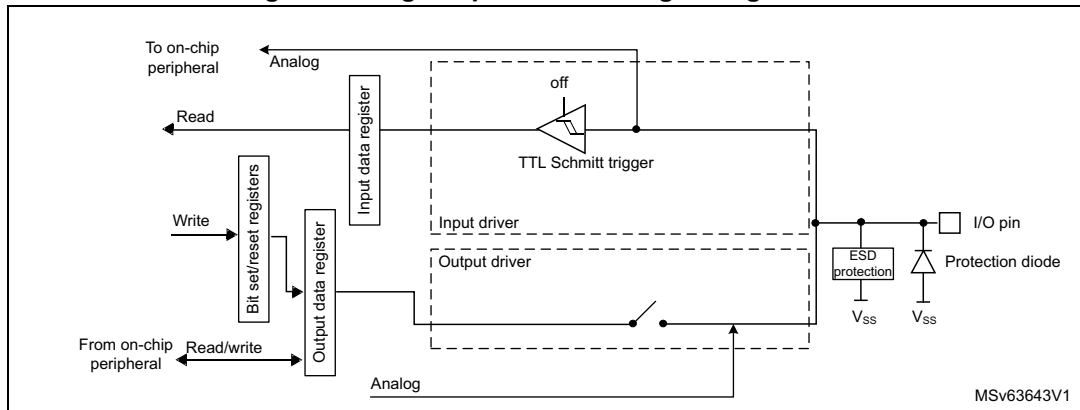 To on-chip
peripheral
Analog
off
Read
Input data register
TTL Schmitt trigger
Input driver
Bit set/reset registers
Write
Output data register
Output driver
I/O pin
ESD
protection
Protection diode
VSS
VSS
From on-chip
peripheral
Read/write
Analog
MSv63643V1